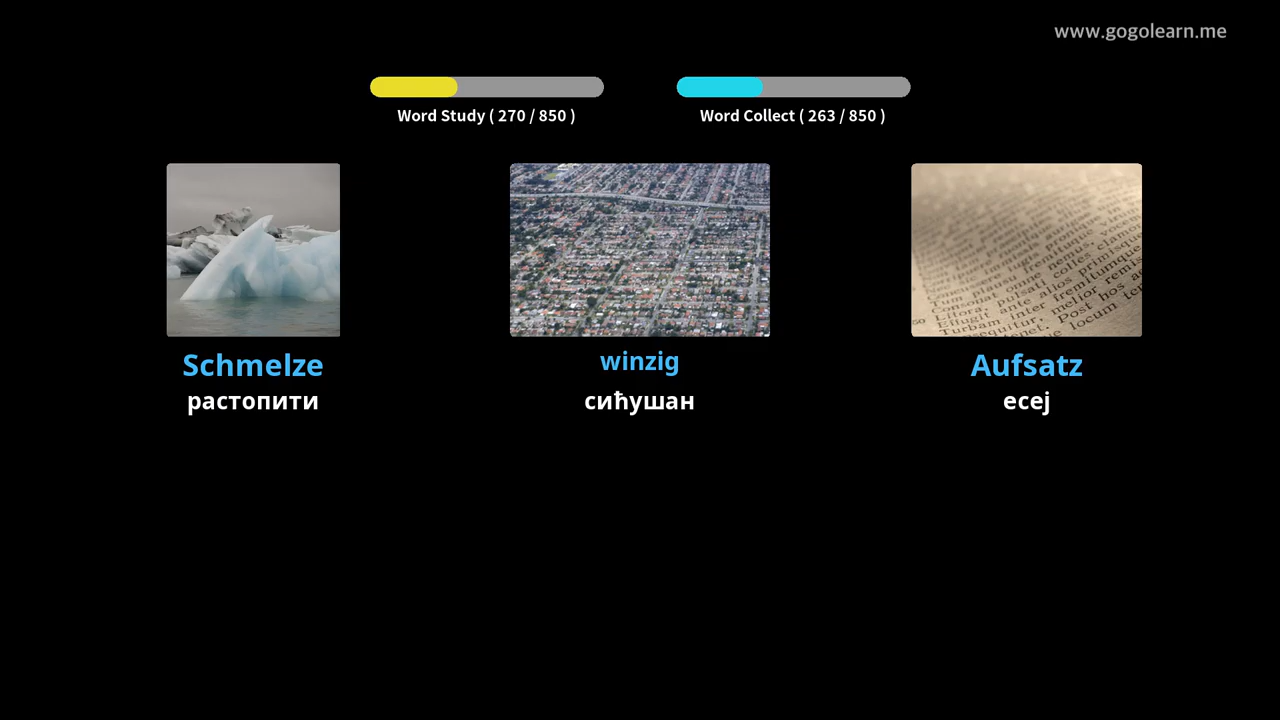 www.gogolearn.me
Word Study ( 270 / 850 )
Word Collect ( 263 / 850 )
Schmelze
winzig
Aufsatz
растопити
сићушан
есеј